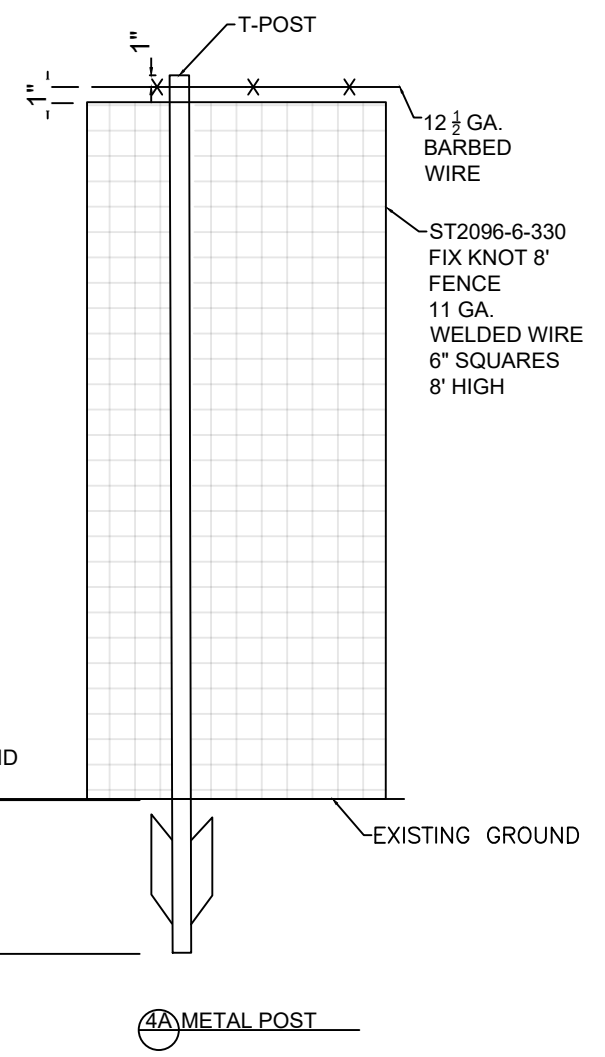 T-POST
1"
1"
12 ½ GA.
BARBED
WIRE
ST2096-6-330
FIX KNOT 8'
FENCE
11 GA.
WELDED WIRE
6" SQUARES
8' HIGH
EXISTING GROUND
4A METAL POST